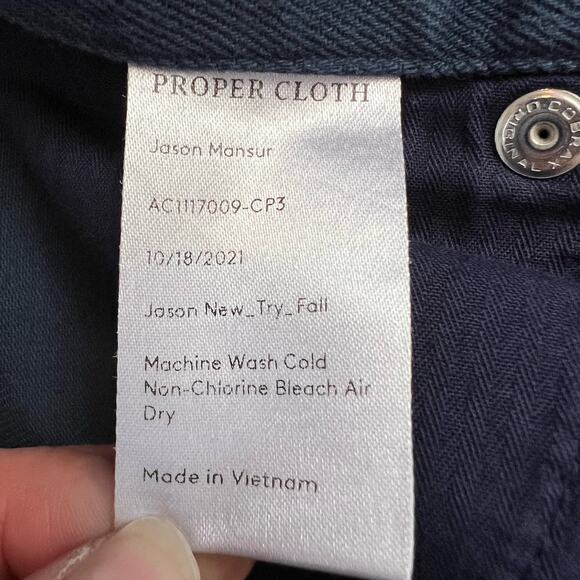 PROPER CLOTH
Jason Mansur
AC1117009-CP3
10/18/2021
Jason New_Try_Fall
Machine Wash Cold
Non-Chlorine Bleach Air
Dry
Made in Vietnam
COBRAX